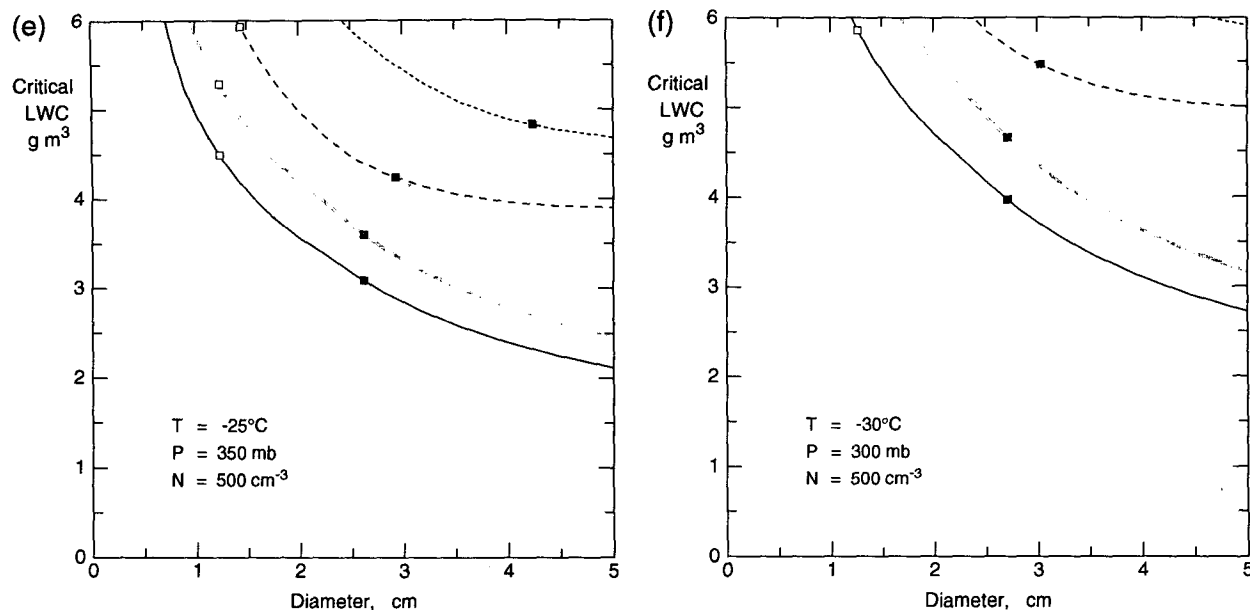 (e)
6
Critical
LWC
g m³
5
4
3
2
1
0
T = -25°C
P = 350 mb
N = 500 cm⁻³
0 1 2 3 4 5
Diameter, cm
(f)
6
Critical
LWC
g m³
5
4
3
2
1
0
T = -30°C
P = 300 mb
N = 500 cm⁻³
0 1 2 3 4 5
Diameter, cm